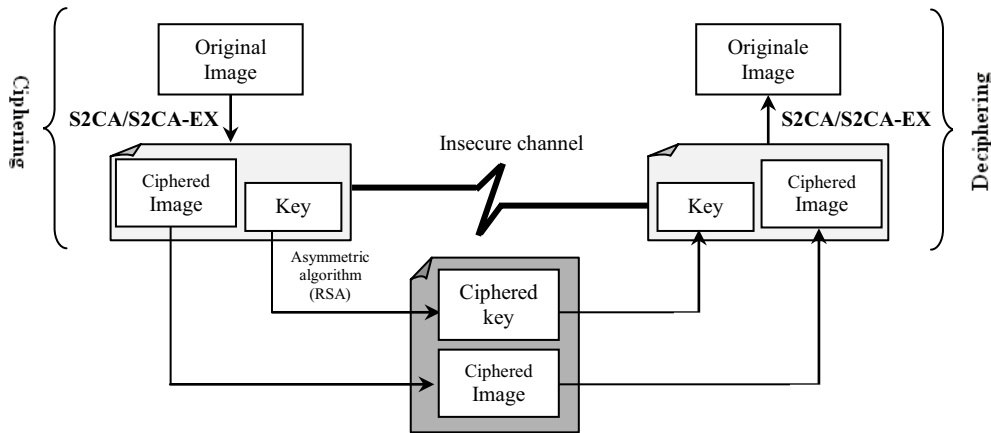 Ciphering
Original
Image
S2CA/S2CA-EX
Ciphered
Image
Key
Asymmetric
algorithm
(RSA)
Insecure channel
Ciphered
key
Ciphered
Image
Originale
Image
S2CA/S2CA-EX
Key
Ciphered
Image
Deciphering